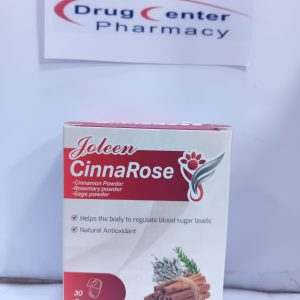 Drug Center
Pharmacy
Joleen
CinnaRose
-Cinnamon Powder
-Rosemary powder
-Sage powder
Helps the body to regulate blood sugar levels
Natural Antioxidant
30